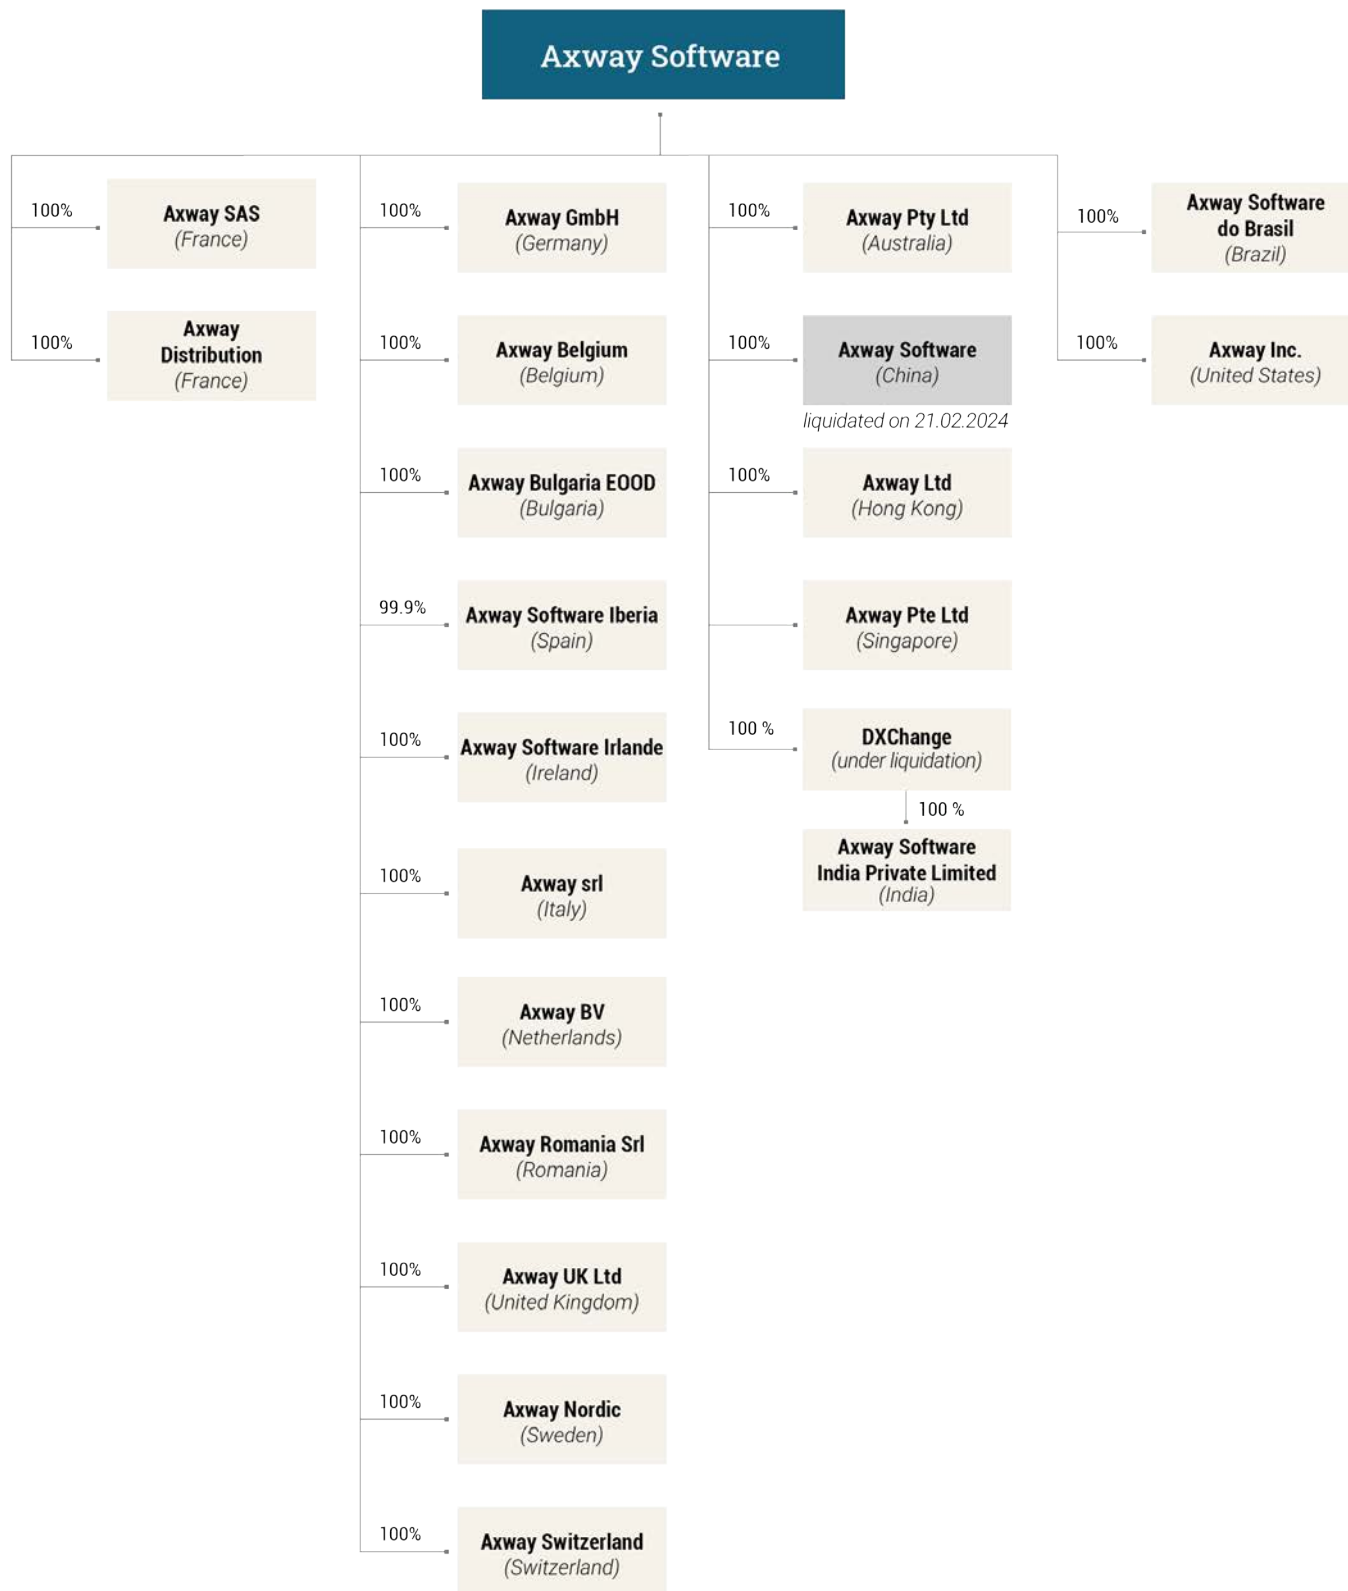 Axway Software
100%
Axway SAS
(France)
100%
Axway
Distribution
(France)
100%
Axway GmbH
(Germany)
100%
Axway Belgium
(Belgium)
100%
Axway Bulgaria EOOD
(Bulgaria)
99.9%
Axway Software Iberia
(Spain)
100%
Axway Software Irlande
(Ireland)
100%
Axway srl
(Italy)
100%
Axway BV
(Netherlands)
100%
Axway Romania Srl
(Romania)
100%
Axway UK Ltd
(United Kingdom)
100%
Axway Nordic
(Sweden)
100%
Axway Switzerland
(Switzerland)
100%
Axway Pty Ltd
(Australia)
100%
Axway Software
(China)
liquidated on 21.02.2024
100%
Axway Ltd
(Hong Kong)
Axway Pte Ltd
(Singapore)
100 %
DXChange
(under liquidation)
100 %
Axway Software
India Private Limited
(India)
100%
Axway Software
do Brasil
(Brazil)
100%
Axway Inc.
(United States)